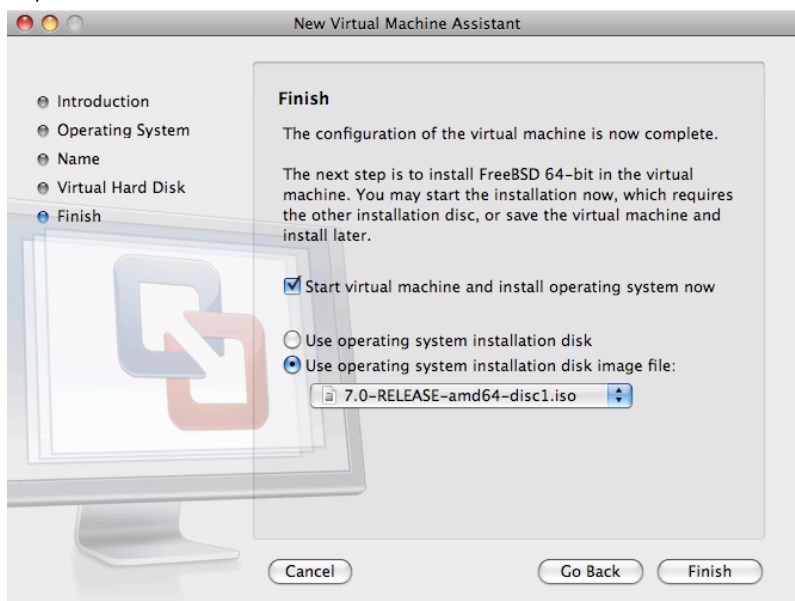 New Virtual Machine Assistant
Introduction
Operating System
Name
Virtual Hard Disk
Finish
Finish
The configuration of the virtual machine is now complete.
The next step is to install FreeBSD 64-bit in the virtual
machine. You may start the installation now, which requires
the other installation disc, or save the virtual machine and
install later.
Start virtual machine and install operating system now
Use operating system installation disk
Use operating system installation disk image file:
7.0-RELEASE-amd64-disc1.iso
Cancel
Go Back
Finish